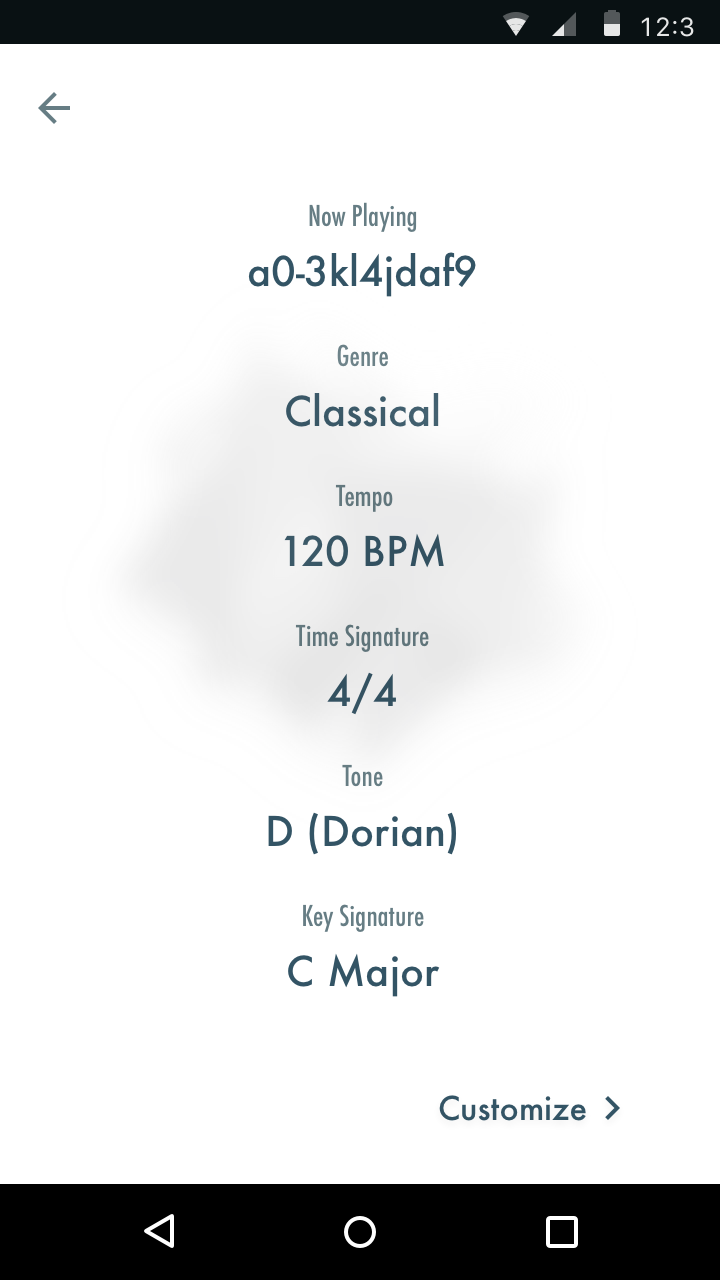 12:3
Now Playing
a0-3kl4jdaf9
Genre
Classical
Tempo
120 BPM
Time Signature
4/4
Tone
D (Dorian)
Key Signature
C Major
Customize